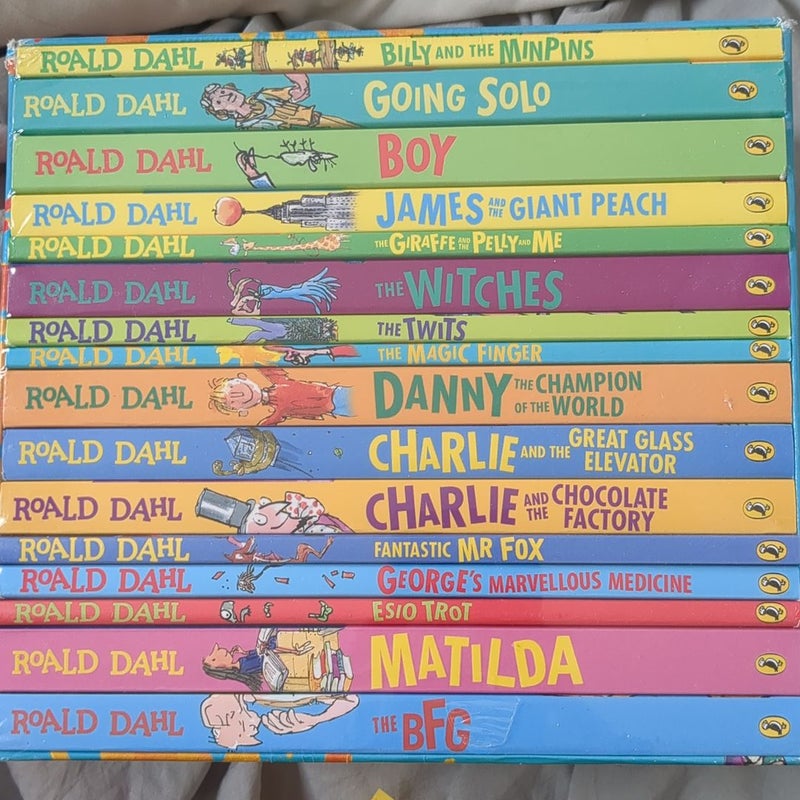 ROALD DAHL BILLY AND THE MINPINS
ROALD DAHL GOING SOLO
ROALD DAHL BOY
ROALD DAHL JAMES AND THE GIANT PEACH
ROALD DAHL THE GIRAFFE AND THE PELLY AND ME
ROALD DAHL THE WITCHES
ROALD DAHL THE TWITS
ROALD DAHL THE MAGIC FINGER
ROALD DAHL DANNY THE CHAMPION
OF THE WORLD
ROALD DAHL CHARLIE AND THE GREAT GLASS
ELEVATOR
ROALD DAHL CHARLIE AND THE CHOCOLATE
FACTORY
ROALD DAHL FANTASTIC MR FOX
ROALD DAHL GEORGE'S MARVELLOUS MEDICINE
ROALD DAHL ESIO TROT
ROALD DAHL MATILDA
ROALD DAHL THE BFG